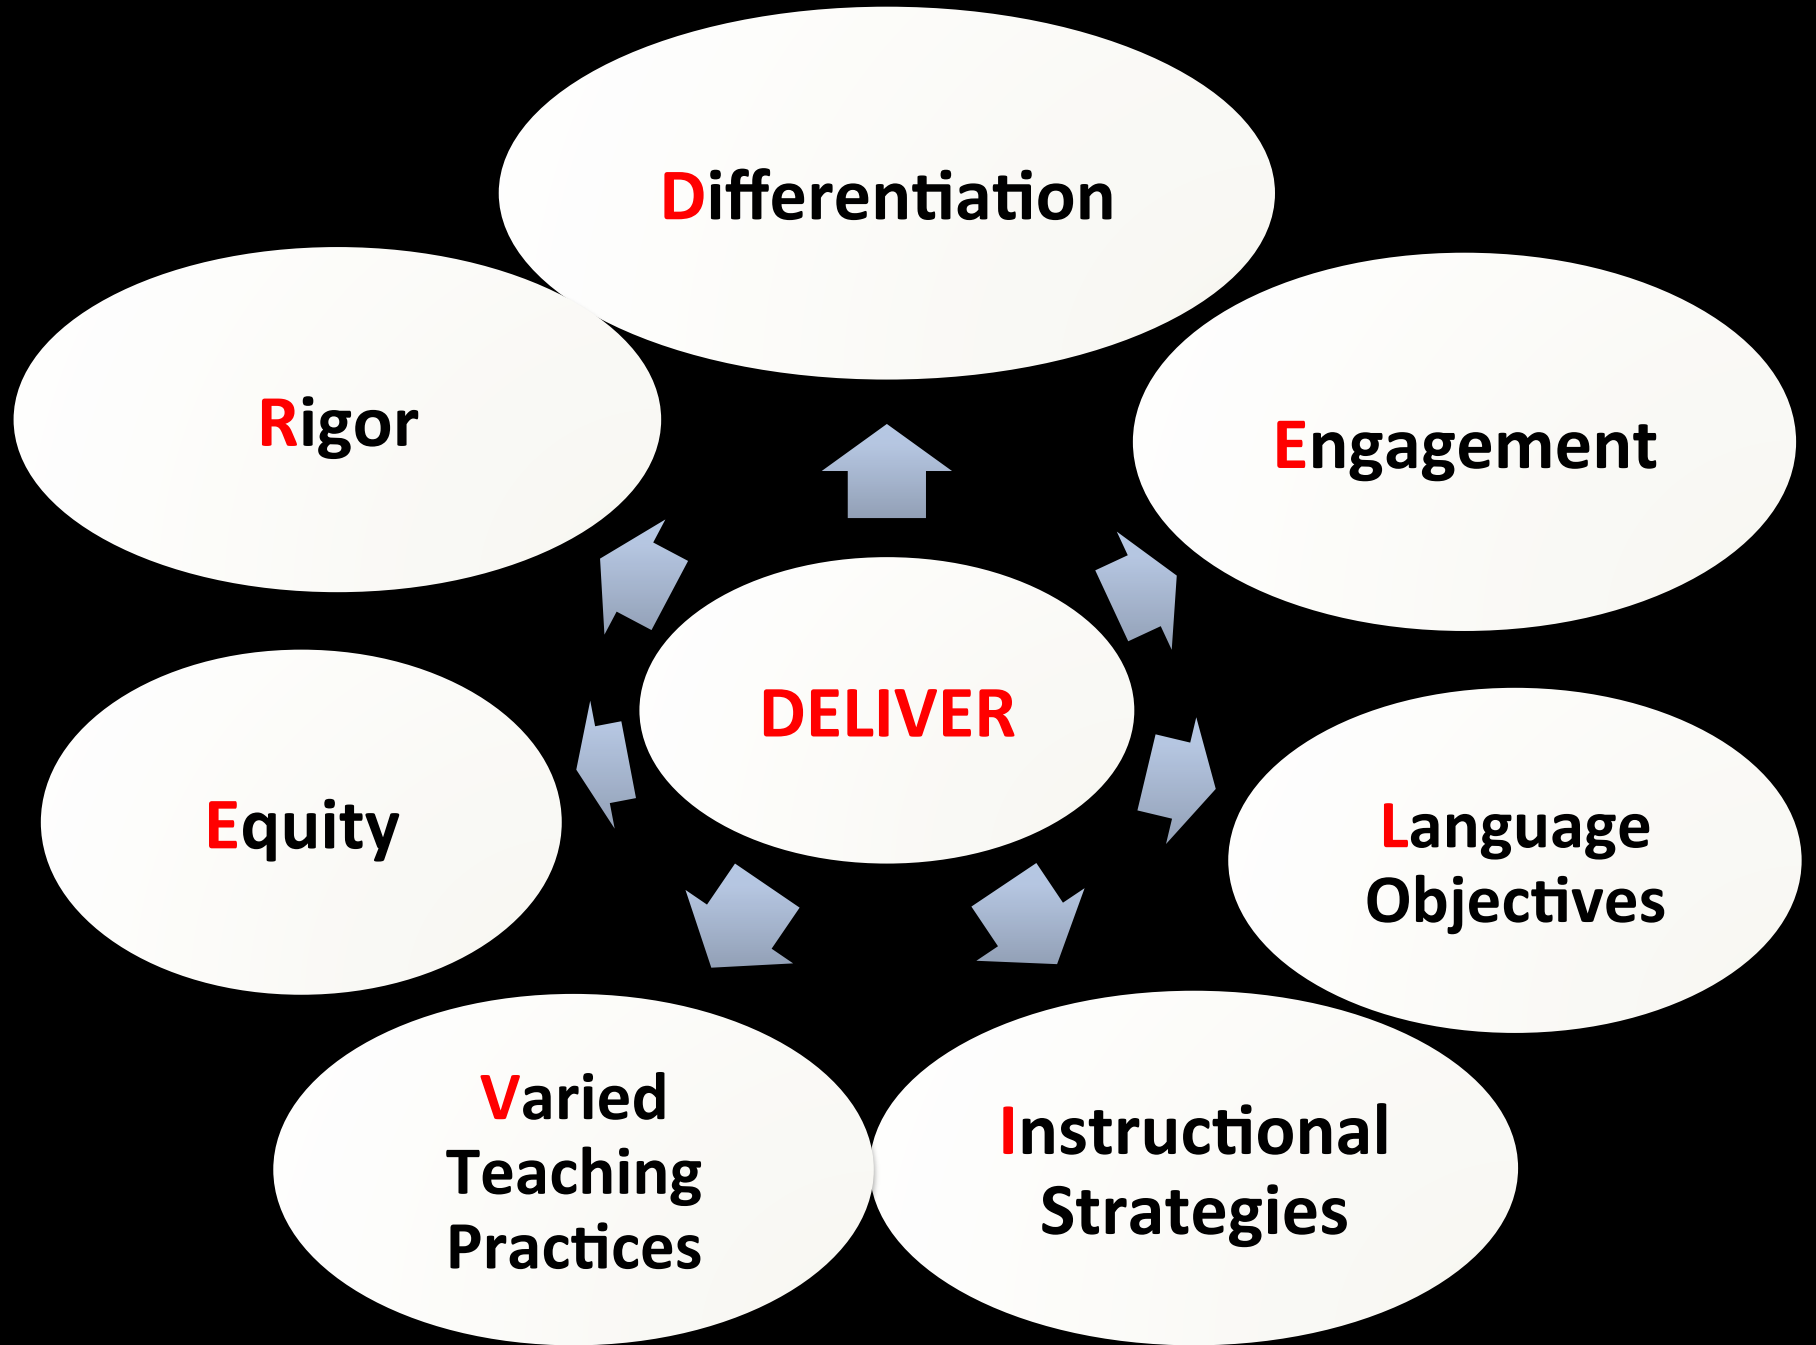 Differentiation
Engagement
Language
Objectives
Instructional
Strategies
Varied
Teaching
Practices
Equity
Rigor
DELIVER